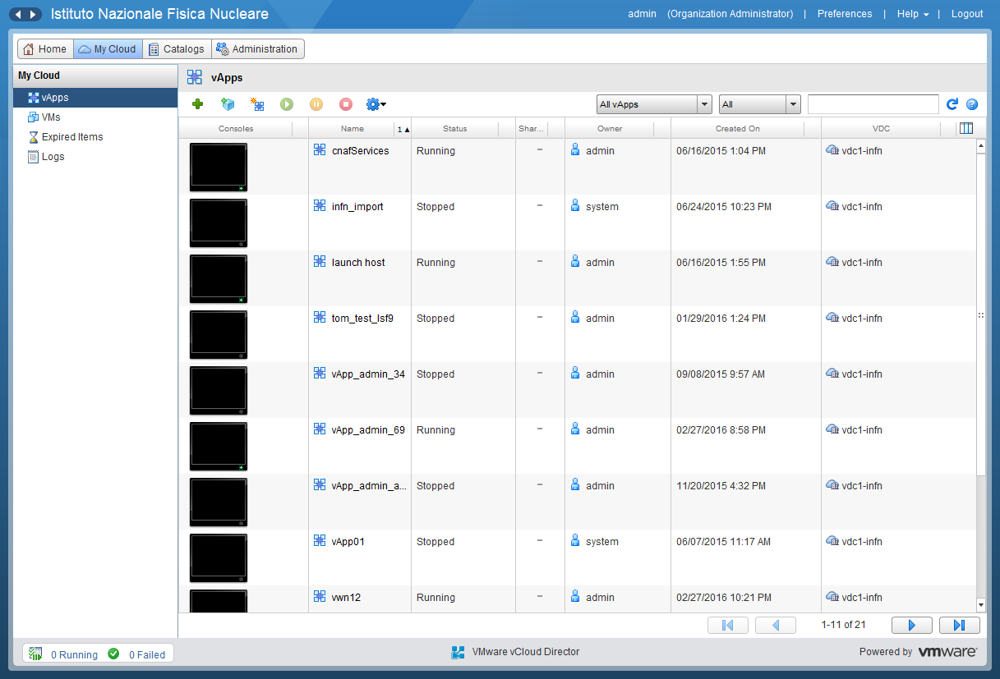 Istituto Nazionale Fisica Nucleare
admin (Organization Administrator) | Preferences | Help | Logout
Home My Cloud Catalogs Administration
My Cloud
vApps
VMs
Expired Items
Logs
vApps
All vApps All
Consoles Name 1 Status Shar... Owner Created On VDC
cnafServices Running – admin 06/16/2015 1:04 PM vdc1-infn
infn_import Stopped – system 06/24/2015 10:23 PM vdc1-infn
launch host Running – admin 06/16/2015 1:55 PM vdc1-infn
tom_test_lsf9 Stopped – admin 01/29/2016 1:24 PM vdc1-infn
vApp_admin_34 Stopped – admin 09/08/2015 9:57 AM vdc1-infn
vApp_admin_69 Running – admin 02/27/2016 8:58 PM vdc1-infn
vApp_admin_a... Stopped – admin 11/20/2015 4:32 PM vdc1-infn
vApp01 Stopped – system 06/07/2015 11:17 AM vdc1-infn
vwn12 Running – admin 02/27/2016 10:21 PM vdc1-infn
1-11 of 21
0 Running 0 Failed
VMware vCloud Director
Powered by vmware